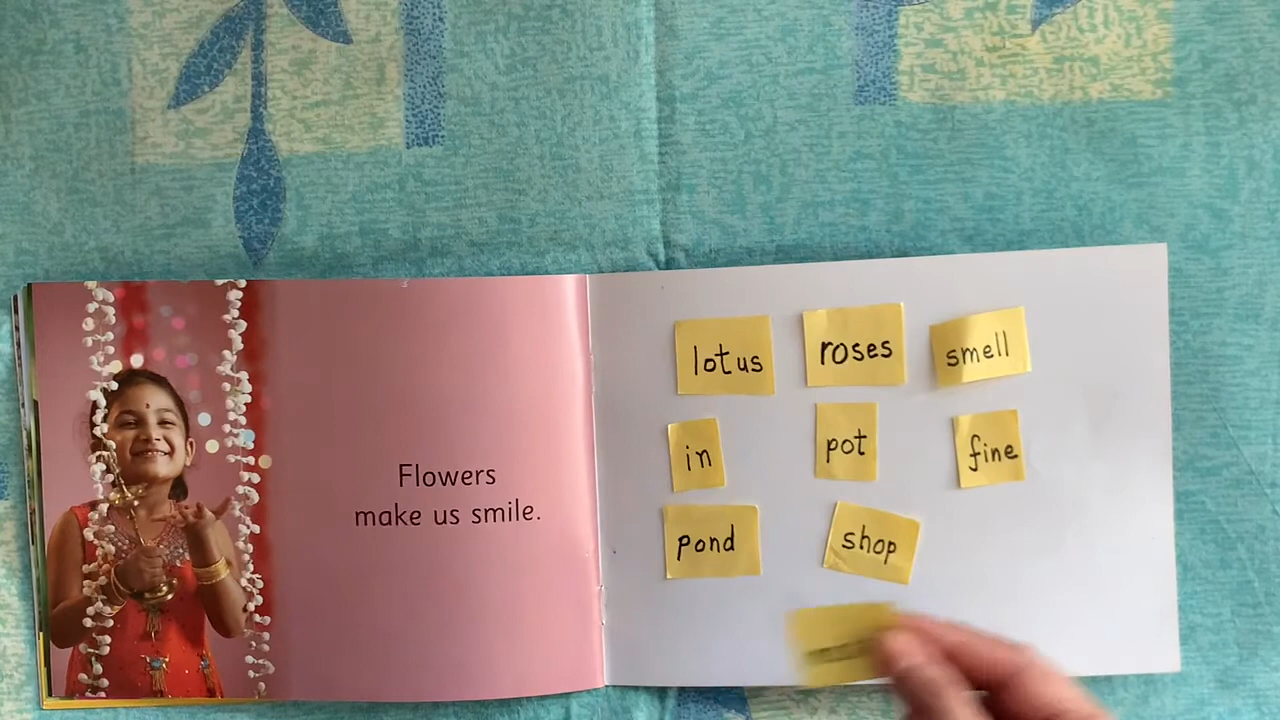 Flowers
make us smile.
lotus roses smell
in pot fine
pond shop